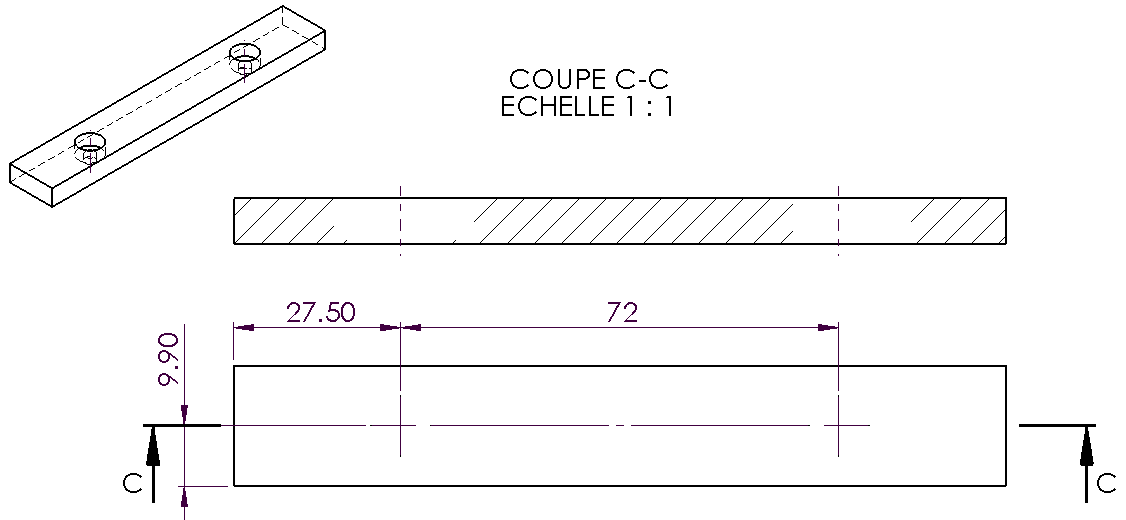 COUPE C-C
ECHELLE 1 : 1
27.50
72
9.90
C
C